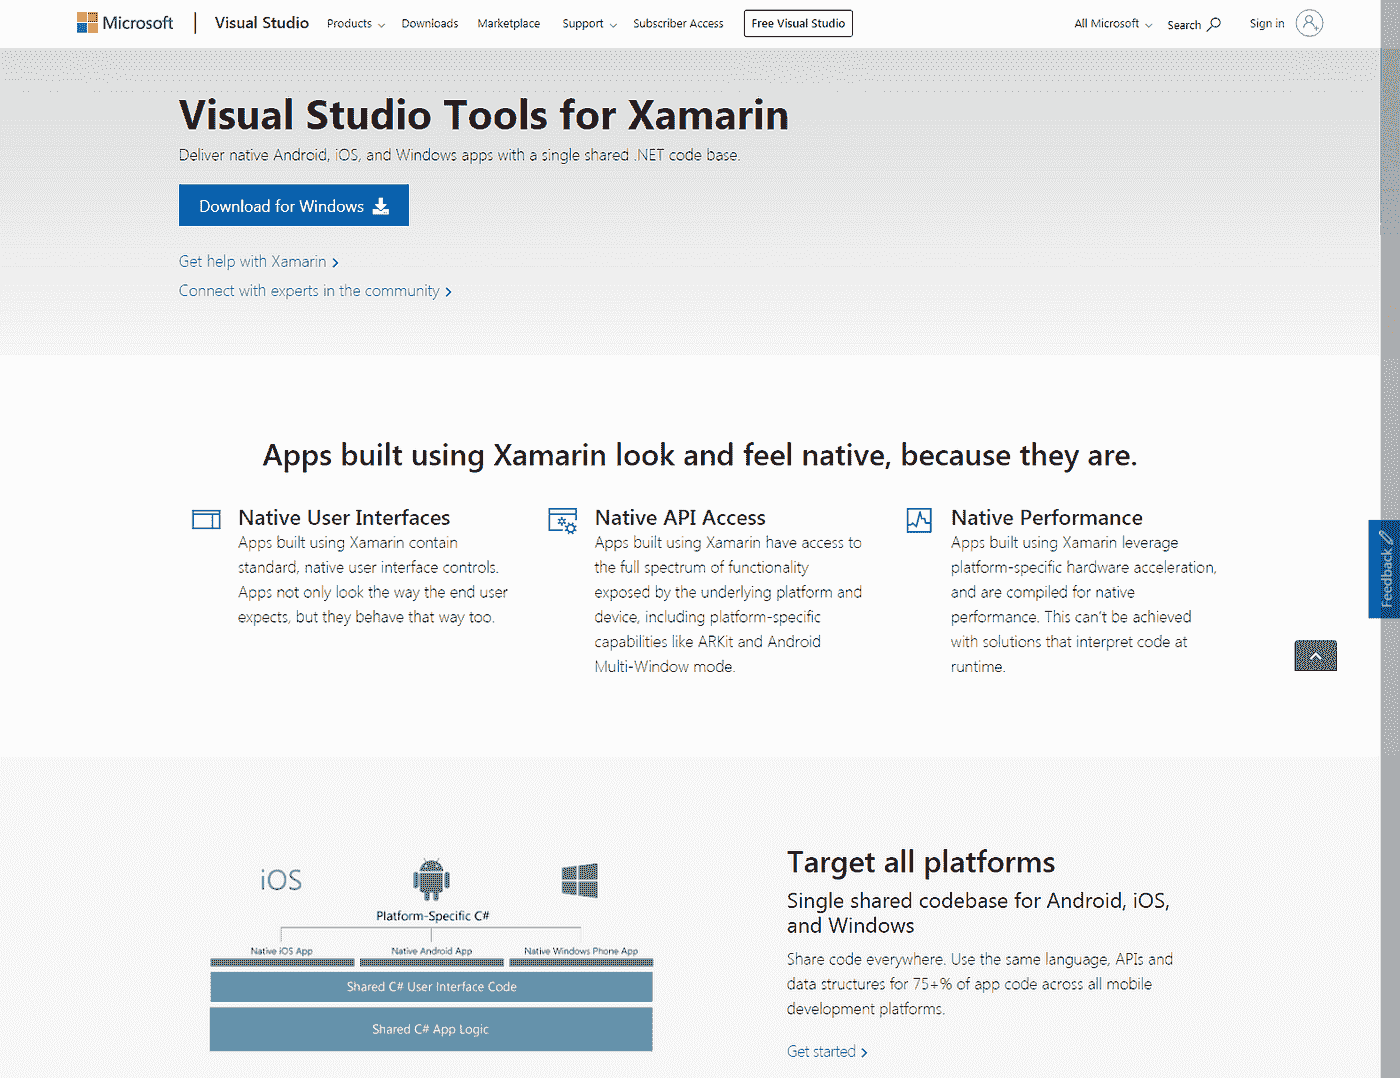 Microsoft | Visual Studio Products Downloads Marketplace Support Subscriber Access Free Visual Studio All Microsoft Search Sign in
Visual Studio Tools for Xamarin
Deliver native Android, iOS, and Windows apps with a single shared .NET code base.
Download for Windows
Get help with Xamarin
Connect with experts in the community
Apps built using Xamarin look and feel native, because they are.
Native User Interfaces
Apps built using Xamarin contain
standard, native user interface controls.
Apps not only look the way the end user
expects, but they behave that way too.
Native API Access
Apps built using Xamarin have access to
the full spectrum of functionality
exposed by the underlying platform and
device, including platform-specific
capabilities like ARKit and Android
Multi-Window mode.
Native Performance
Apps built using Xamarin leverage
platform-specific hardware acceleration,
and are compiled for native
performance. This can't be achieved
with solutions that interpret code at
runtime.
Feedback
iOS
Platform-Specific C#
Native iOS App Native Android App Native Windows Phone App
Shared C# User Interface Code
Shared C# App Logic
Target all platforms
Single shared codebase for Android, iOS,
and Windows
Share code everywhere. Use the same language, APIs and
data structures for 75+% of app code across all mobile
development platforms.
Get started